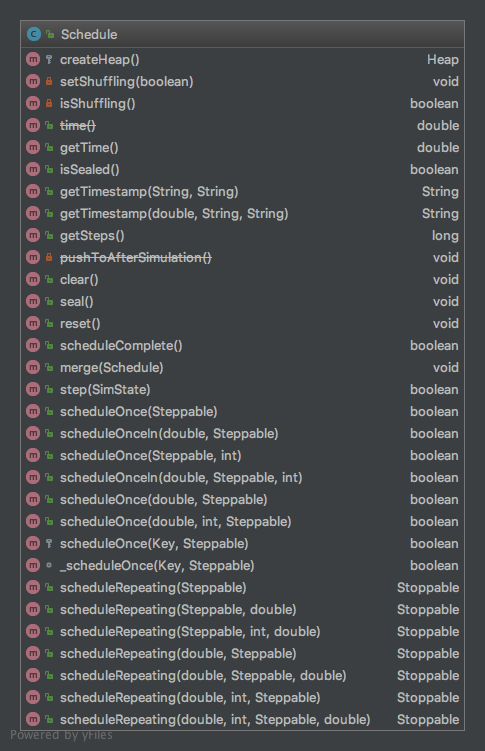 Schedule
createHeap() Heap
setShuffling(boolean) void
isShuffling() boolean
time() double
getTime() double
isSealed() boolean
getTimestamp(String, String) String
getTimestamp(double, String, String) String
getSteps() long
pushToAfterSimulation() void
clear() void
seal() void
reset() void
scheduleComplete() boolean
merge(Schedule) void
step(SimState) boolean
scheduleOnce(Steppable) boolean
scheduleOnceIn(double, Steppable) boolean
scheduleOnce(Steppable, int) boolean
scheduleOnceIn(double, Steppable, int) boolean
scheduleOnce(double, Steppable) boolean
scheduleOnce(double, int, Steppable) boolean
scheduleOnce(Key, Steppable) boolean
_scheduleOnce(Key, Steppable) boolean
scheduleRepeating(Steppable) Stoppable
scheduleRepeating(Steppable, double) Stoppable
scheduleRepeating(Steppable, int, double) Stoppable
scheduleRepeating(double, Steppable) Stoppable
scheduleRepeating(double, Steppable, double) Stoppable
scheduleRepeating(double, int, Steppable) Stoppable
scheduleRepeating(double, int, Steppable, double) Stoppable
Powered by yFiles